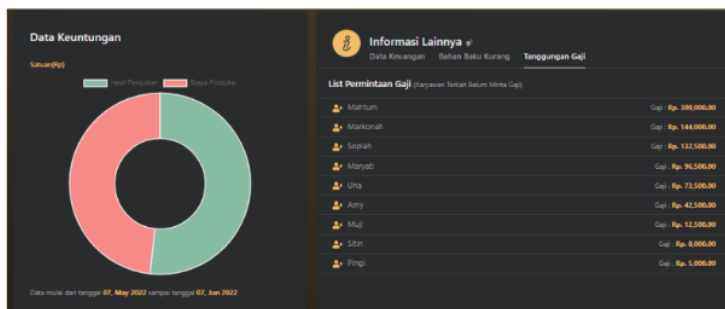 Data Keuntungan
Satuan(Rp)
Hasil Penjualan Biaya Produksi
Data mulai dari tanggal 07, May 2022 sampai tanggal 07, Jun 2022
Informasi Lainnya
Data Keuangan Bahan Baku Kurang Tanggungan Gaji
List Permintaan Gaji (Karyawan Terkait Belum Minta Gaji)
Mahtum Gaji : Rp. 200,000.00
Markonah Gaji : Rp. 144,000.00
Sopiah Gaji : Rp. 132,500.00
Maryati Gaji : Rp. 96,500.00
Una Gaji : Rp. 73,500.00
Amy Gaji : Rp. 42,500.00
Muji Gaji : Rp. 12,500.00
Sitin Gaji : Rp. 8,000.00
Pingi Gaji : Rp. 5,000.00